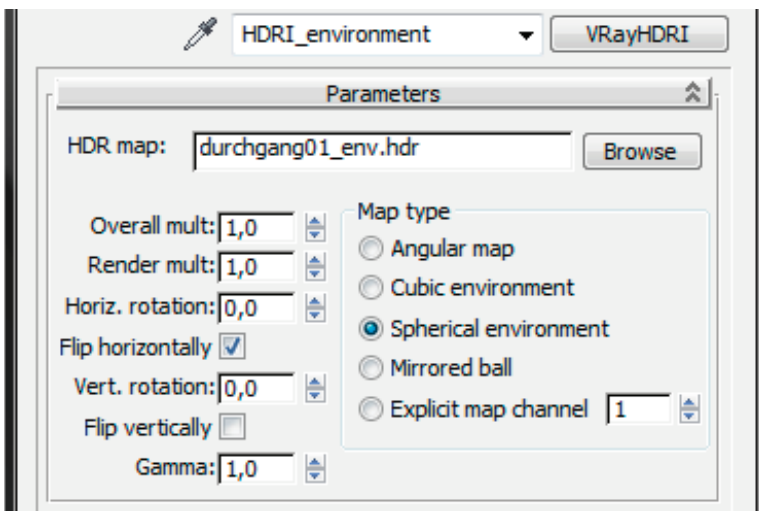 HDRI_environment VRayHDRI
Parameters
HDR map: durchgang01_env.hdr Browse
Overall mult: 1,0
Render mult: 1,0
Horiz. rotation: 0,0
Flip horizontally
Vert. rotation: 0,0
Flip vertically
Gamma: 1,0
Map type
Angular map
Cubic environment
Spherical environment
Mirrored ball
Explicit map channel 1